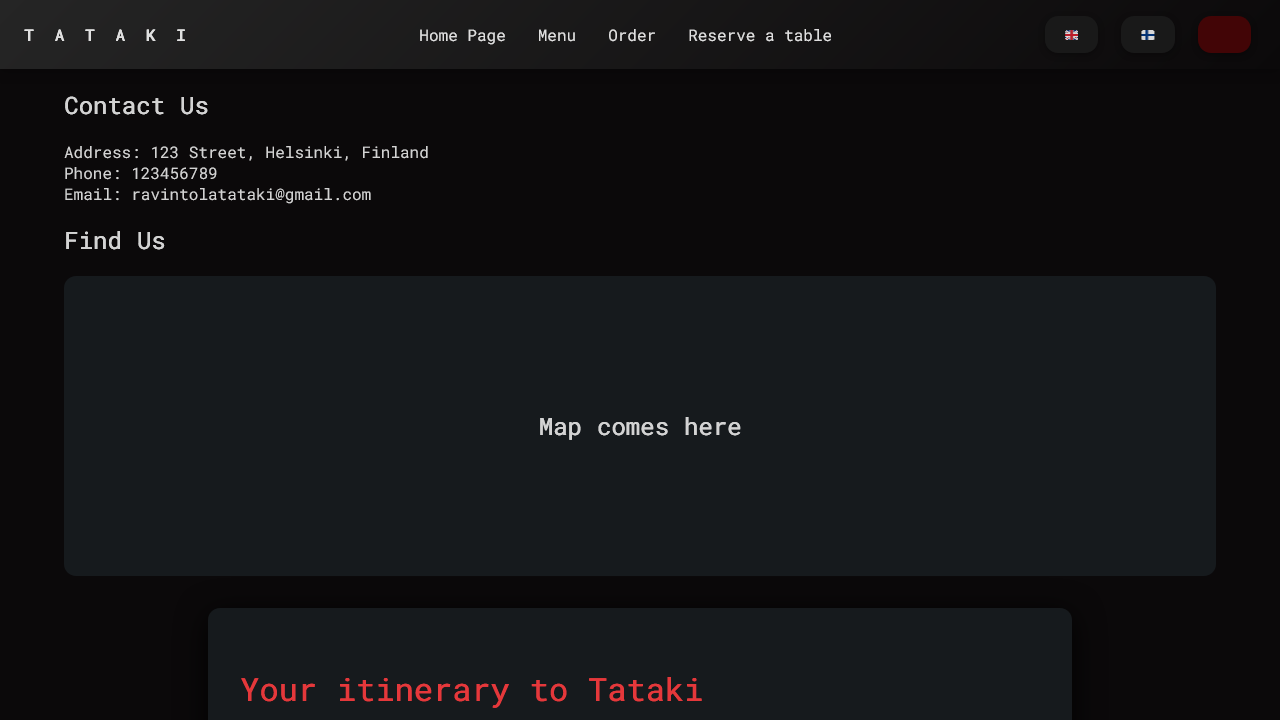 T A T A K I
Home Page
Menu
Order
Reserve a table
Contact Us
Address: 123 Street, Helsinki, Finland
Phone: 123456789
Email: ravintolatataki@gmail.com
Find Us
Map comes here
Your itinerary to Tataki